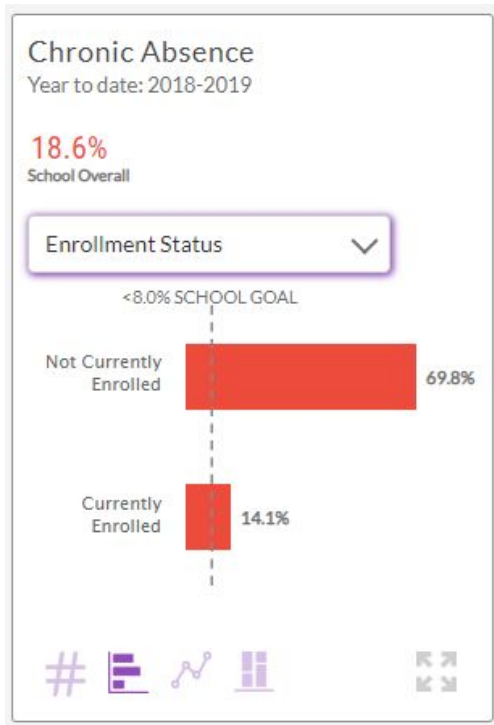 Chronic Absence
Year to date: 2018-2019
18.6%
School Overall
Enrollment Status
<8.0% SCHOOL GOAL
Not Currently
Enrolled
69.8%
Currently
Enrolled
14.1%